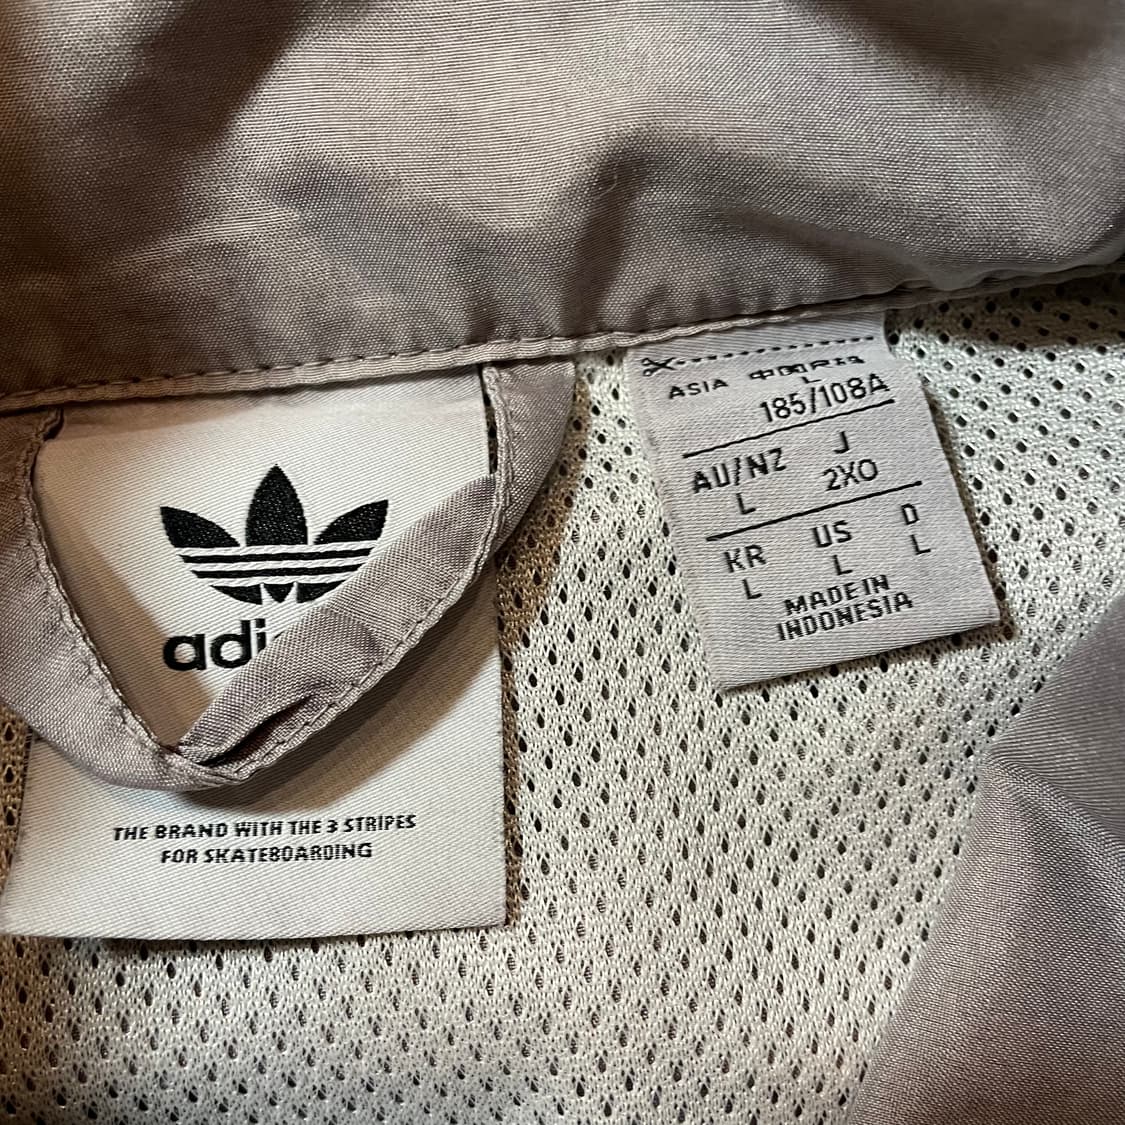 adi
THE BRAND WITH THE 3 STRIPES
FOR SKATEBOARDING
ASIA
L
185/108A
AU/NZ J
L 2XO
KR US D
L L L
MADE IN
INDONESIA